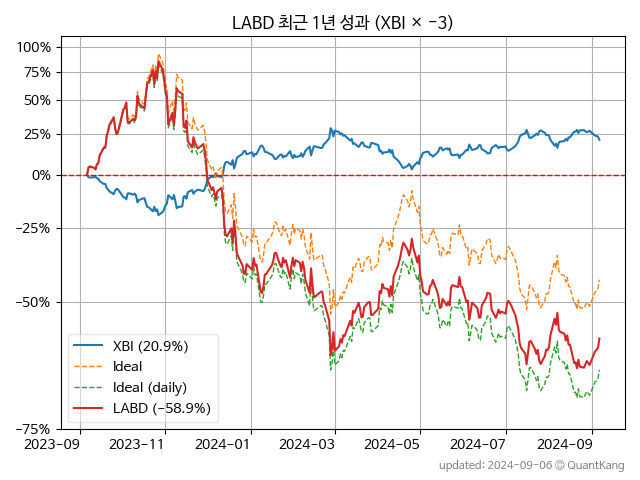 LABD 최근 1년 성과 (XBI × −3)
100%
75%
50%
25%
0%
−25%
−50%
−75%
XBI (20.9%)
Ideal
Ideal (daily)
LABD (−58.9%)
2023-09 2023-11 2024-01 2024-03 2024-05 2024-07 2024-09
updated: 2024-09-06 © QuantKang